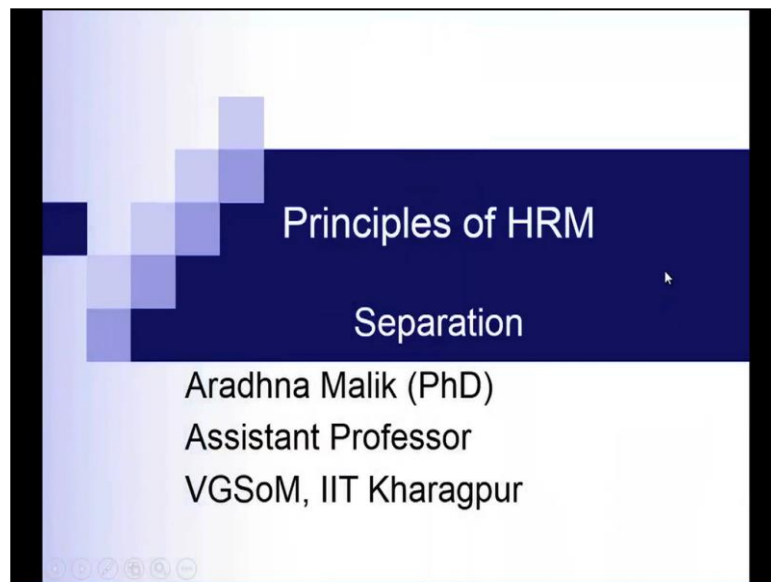 Principles of HRM
Separation
Aradhna Malik (PhD)
Assistant Professor
VGSoM, IIT Kharagpur